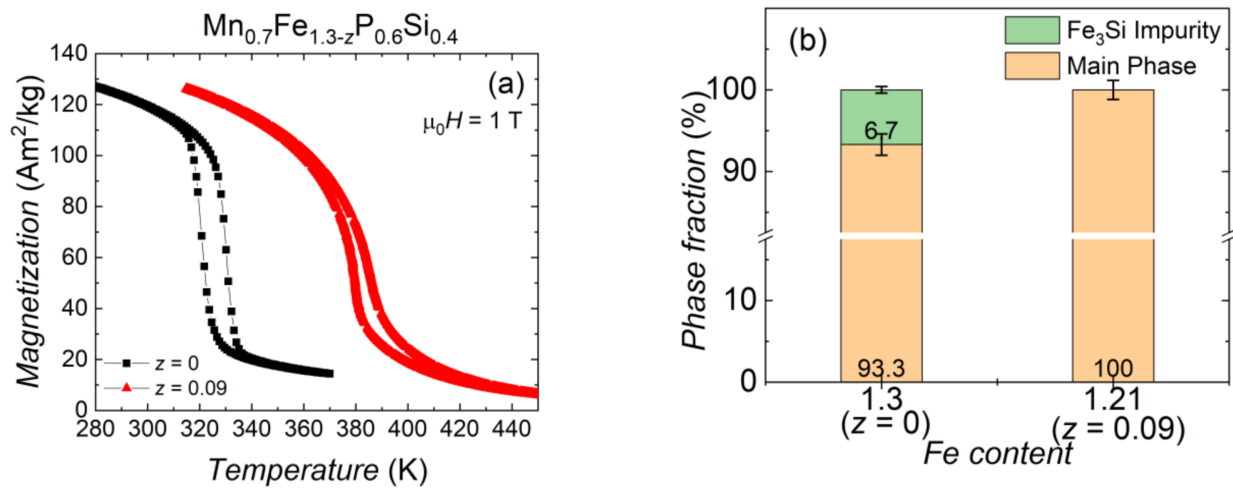 Mn0.7Fe1.3-zP0.6Si0.4
(a)
μ0H = 1 T
Magnetization (Am2/kg)
140
120
100
80
60
40
20
0
z = 0
z = 0.09
280 300 320 340 360 380 400 420 440
Temperature (K)
(b)
Fe3Si Impurity
Main Phase
Phase fraction (%)
100
90
10
0
6.7
93.3
100
1.3
(z = 0)
1.21
(z = 0.09)
Fe content